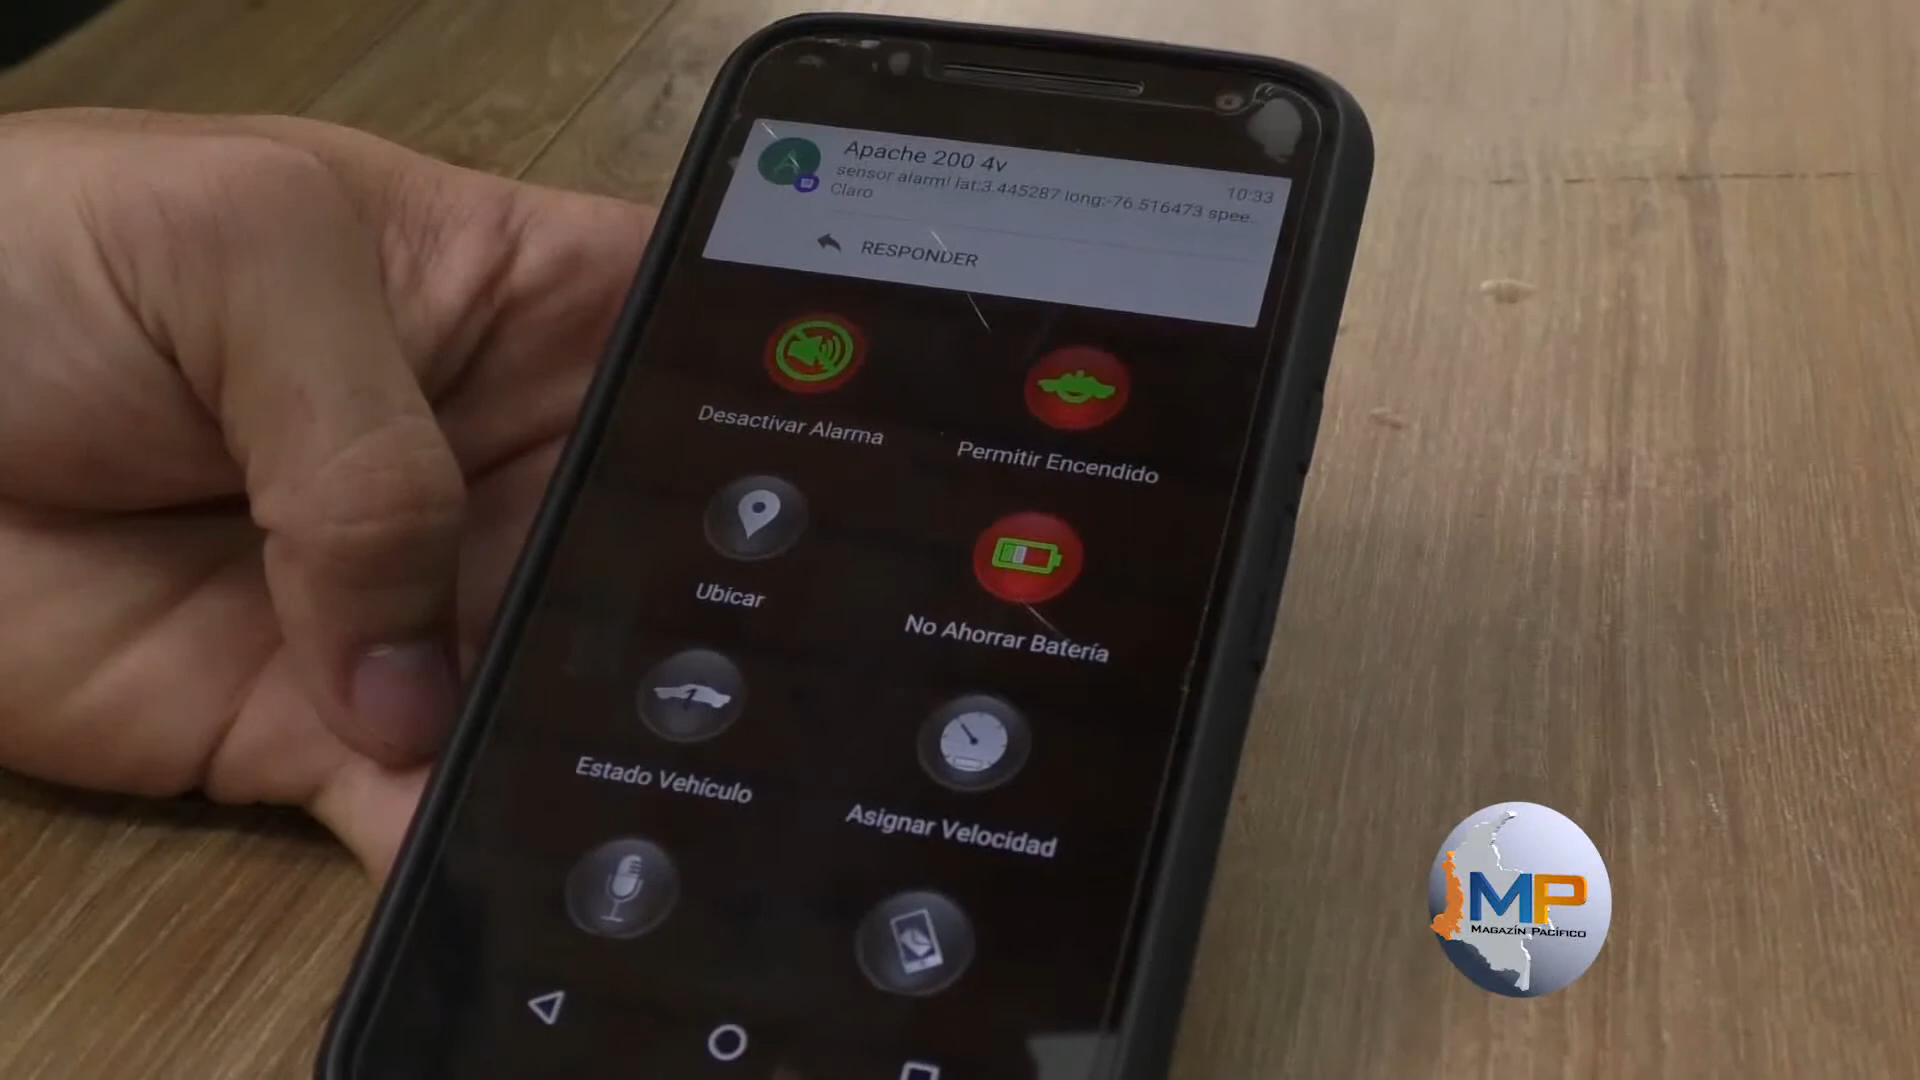 A
Apache 200 4v
10:33
sensor alarm! lat:3.445287 long:-76.516473 spee...
Claro
RESPONDER
Desactivar Alarma
Permitir Encendido
Ubicar
No Ahorrar Batería
Estado Vehículo
Asignar Velocidad
MP
MAGAZÍN PACÍFICO